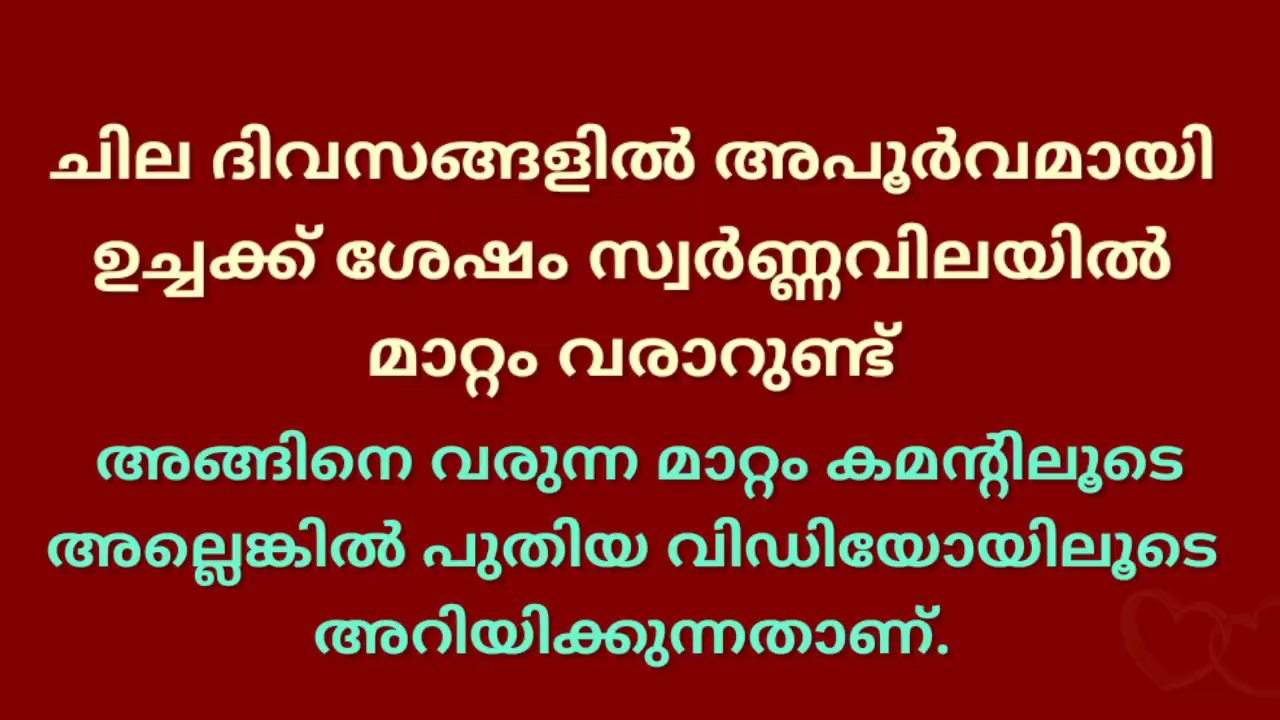 ചില ദിവസങ്ങളിൽ അപൂർവമായി
ഉച്ചക്ക് ശേഷം സ്വർണ്ണവിലയിൽ
മാറ്റം വരാറുണ്ട്
അങ്ങിനെ വരുന്ന മാറ്റം കമന്റിലൂടെ
അല്ലെങ്കിൽ പുതിയ വിഡിയോയിലൂടെ
അറിയിക്കുന്നതാണ്.